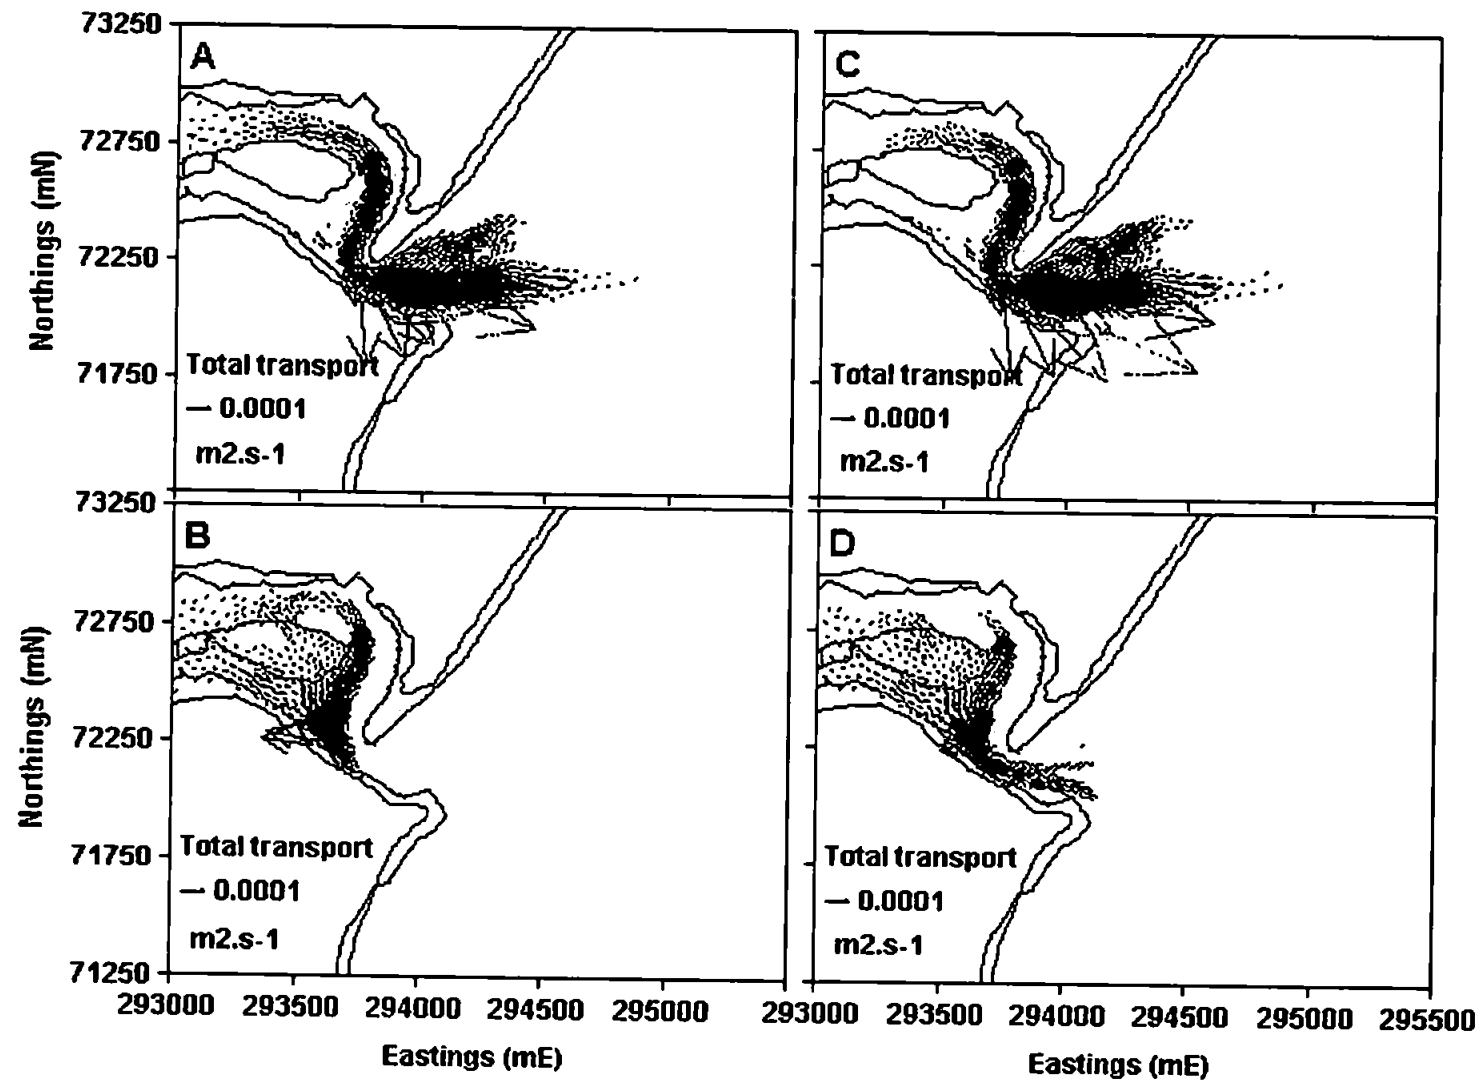 73250
A
C
72750
72250
71750
Northings (mN)
Total transport
0.0001
m2.s-1
Total transport
0.0001
m2.s-1
73250
B
D
72750
72250
71750
71250
Northings (mN)
Total transport
0.0001
m2.s-1
Total transport
0.0001
m2.s-1
293000 293500 294000 294500 295000 293000 293500 294000 294500 295000 295500
Eastings (mE) Eastings (mE)